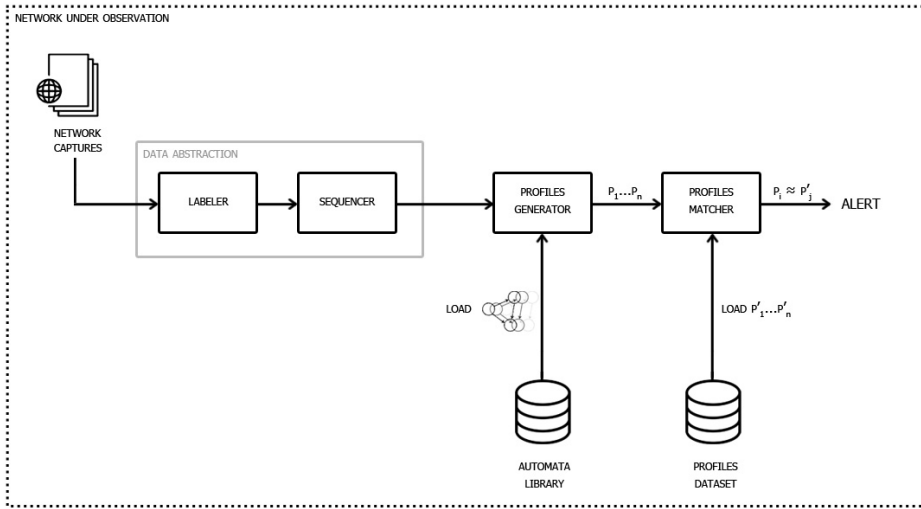 NETWORK UNDER OBSERVATION
NETWORK
CAPTURES
DATA ABSTRACTION
LABELER
SEQUENCER
PROFILES
GENERATOR
P₁...Pₙ
PROFILES
MATCHER
Pᵢ ≈ P′ⱼ
ALERT
LOAD
LOAD P′₁...P′ₙ
AUTOMATA
LIBRARY
PROFILES
DATASET